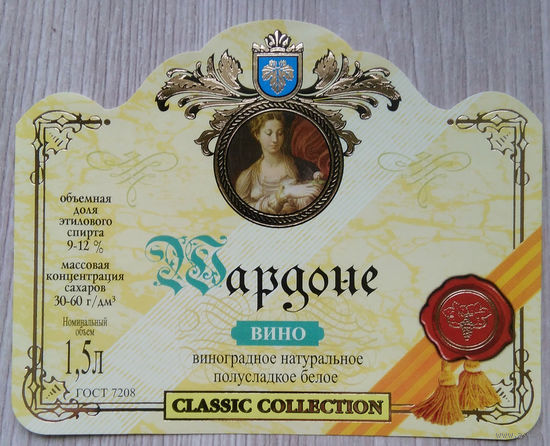 объемная
доля
этилового
спирта
9-12 %
массовая
концентрация
сахаров
30-60 г/дм³
Номинальный
объем
1,5л
ГОСТ 7208
Шардоне
ВИНО
виноградное натуральное
полусладкое белое
CLASSIC COLLECTION